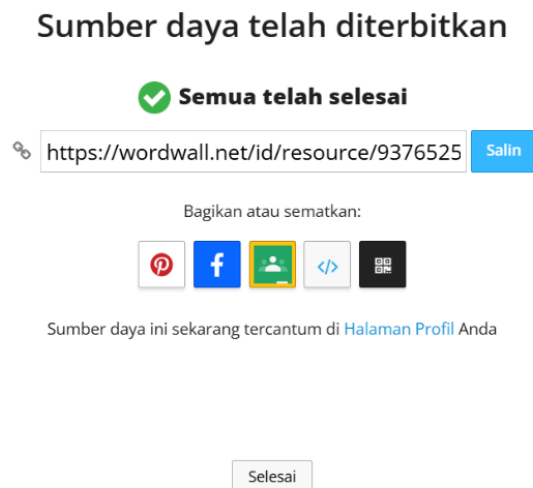 Sumber daya telah diterbitkan
Semua telah selesai
https://wordwall.net/id/resource/9376525
Salin
Bagikan atau sematkan:
Sumber daya ini sekarang tercantum di Halaman Profil Anda
Selesai